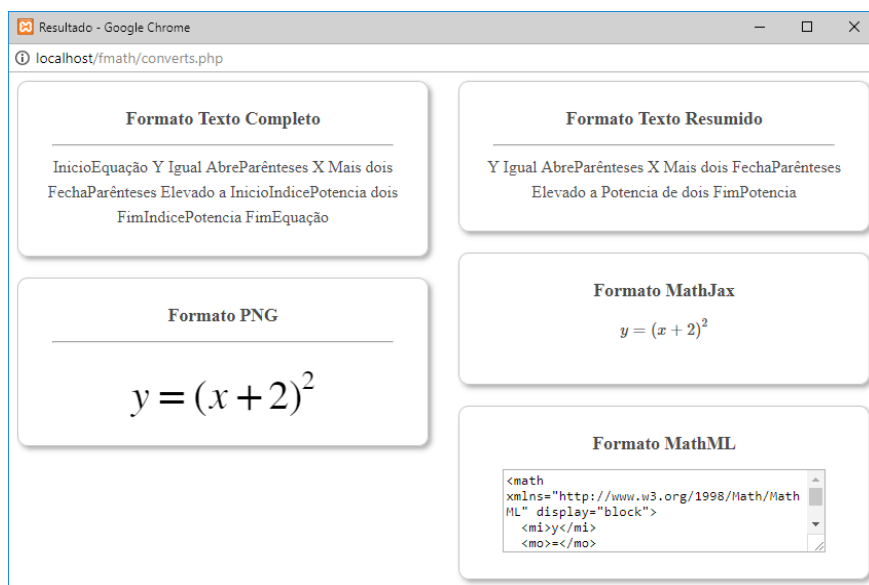 Resultado - Google Chrome
localhost/fmath/converts.php
Formato Texto Completo
InicioEquação Y Igual AbreParênteses X Mais dois
FechaParênteses Elevado a InicioIndicePotencia dois
FimIndicePotencia FimEquação
Formato PNG
y = (x + 2)²
Formato Texto Resumido
Y Igual AbreParênteses X Mais dois FechaParênteses
Elevado a Potencia de dois FimPotencia
Formato MathJax
y = (x + 2)²
Formato MathML
<math
xmlns="http://www.w3.org/1998/Math/Math
ML" display="block">
  <mi>y</mi>
  <mo>=</mo>